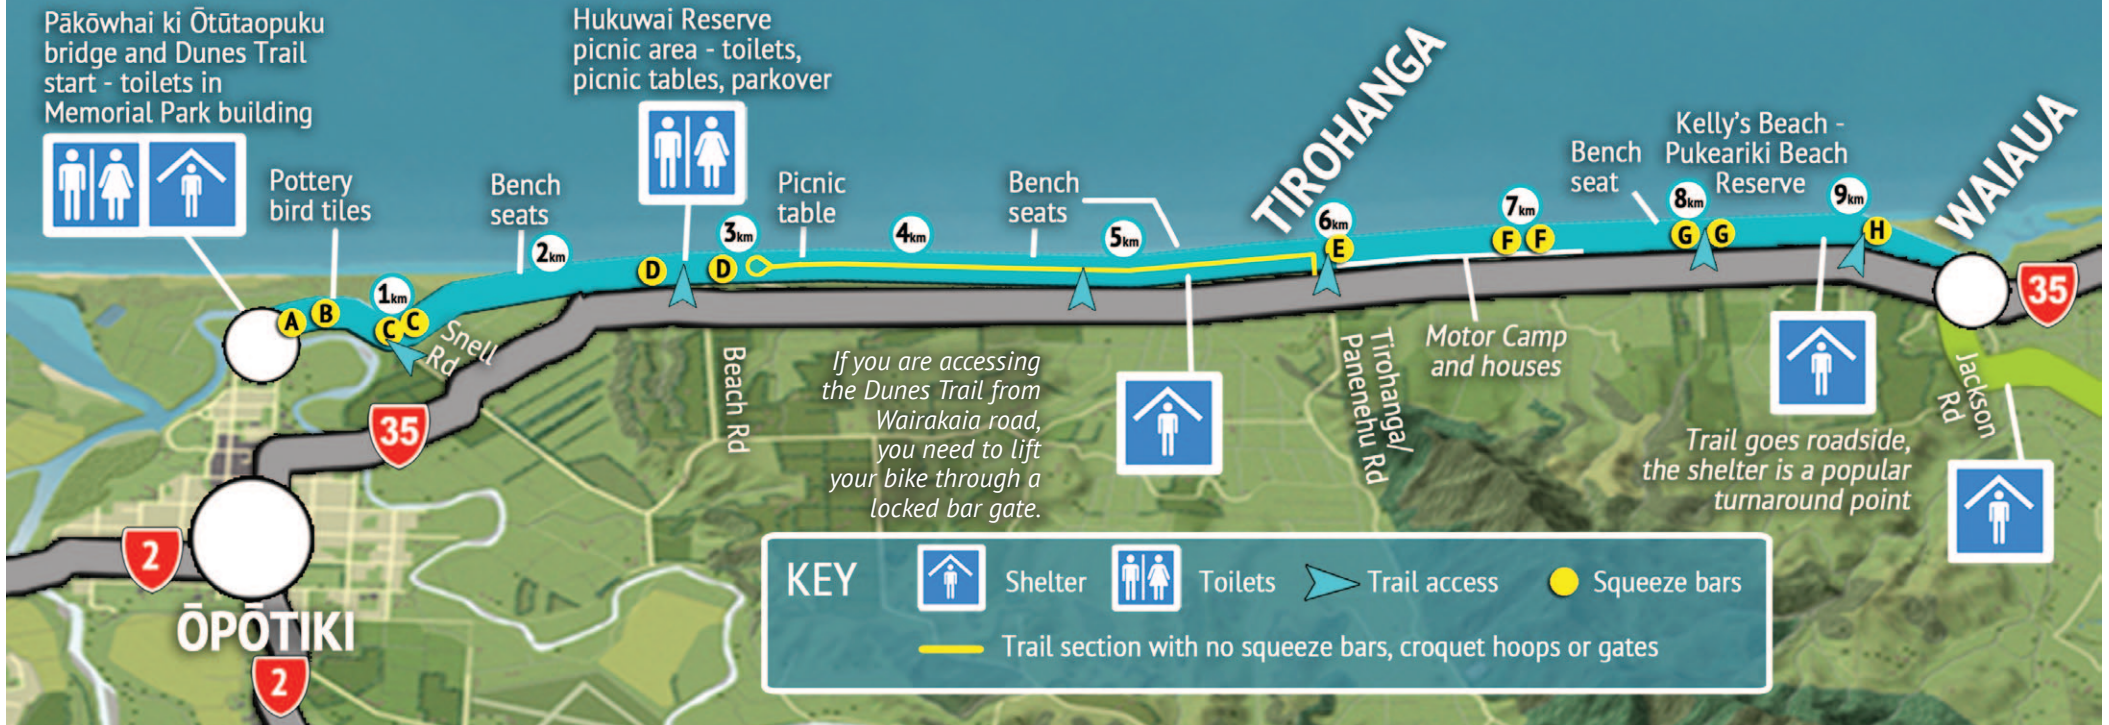 Pākōwhai ki Ōtūtaopuku
bridge and Dunes Trail
start - toilets in
Memorial Park building
Hukuwai Reserve
picnic area - toilets,
picnic tables, parkover
Pottery
bird tiles
Bench
seats
Picnic
table
Bench
seats
TIROHANGA
Bench
seat
Kelly's Beach -
Pukeariki Beach
Reserve
WAIAUA
1km
2km
3km
4km
5km
6km
7km
8km
9km
A
B
C
C
D
D
E
F
F
G
G
H
Snell
Rd
35
35
Beach Rd
If you are accessing
the Dunes Trail from
Wairakaia road,
you need to lift
your bike through a
locked bar gate.
Tirohanga/
Panenehu Rd
Motor Camp
and houses
Jackson
Rd
Trail goes roadside,
the shelter is a popular
turnaround point
2
ŌPŌTIKI
2
KEY
Shelter
Toilets
Trail access
Squeeze bars
Trail section with no squeeze bars, croquet hoops or gates